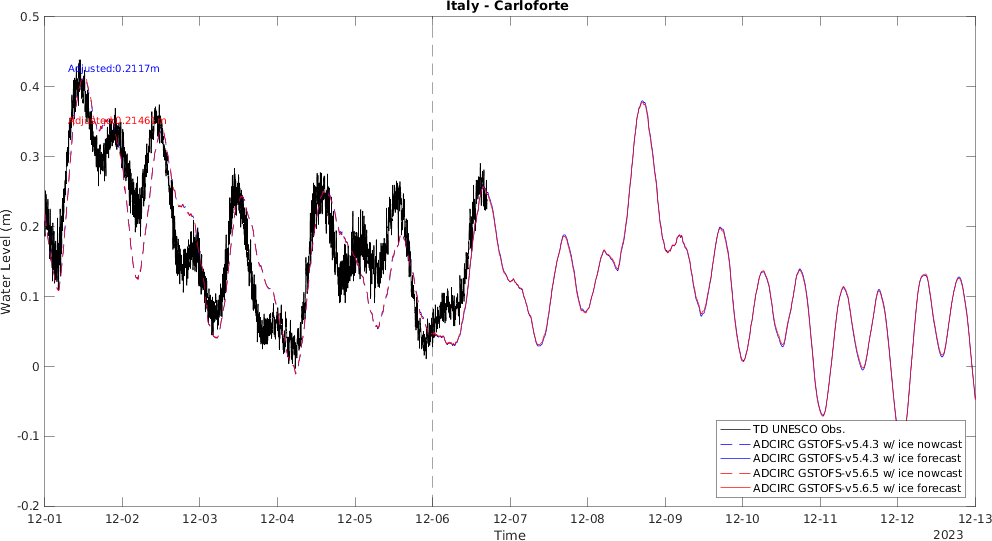 Italy - Carloforte
Water Level (m)
0.5
0.4
0.3
0.2
0.1
0
-0.1
-0.2
Adjusted:0.2117m
TD UNESCO Obs.
ADCIRC GSTOFS-v5.4.3 w/ ice nowcast
ADCIRC GSTOFS-v5.4.3 w/ ice forecast
ADCIRC GSTOFS-v5.6.5 w/ ice nowcast
ADCIRC GSTOFS-v5.6.5 w/ ice forecast
12-01 12-02 12-03 12-04 12-05 12-06 12-07 12-08 12-09 12-10 12-11 12-12 12-13
Time
2023